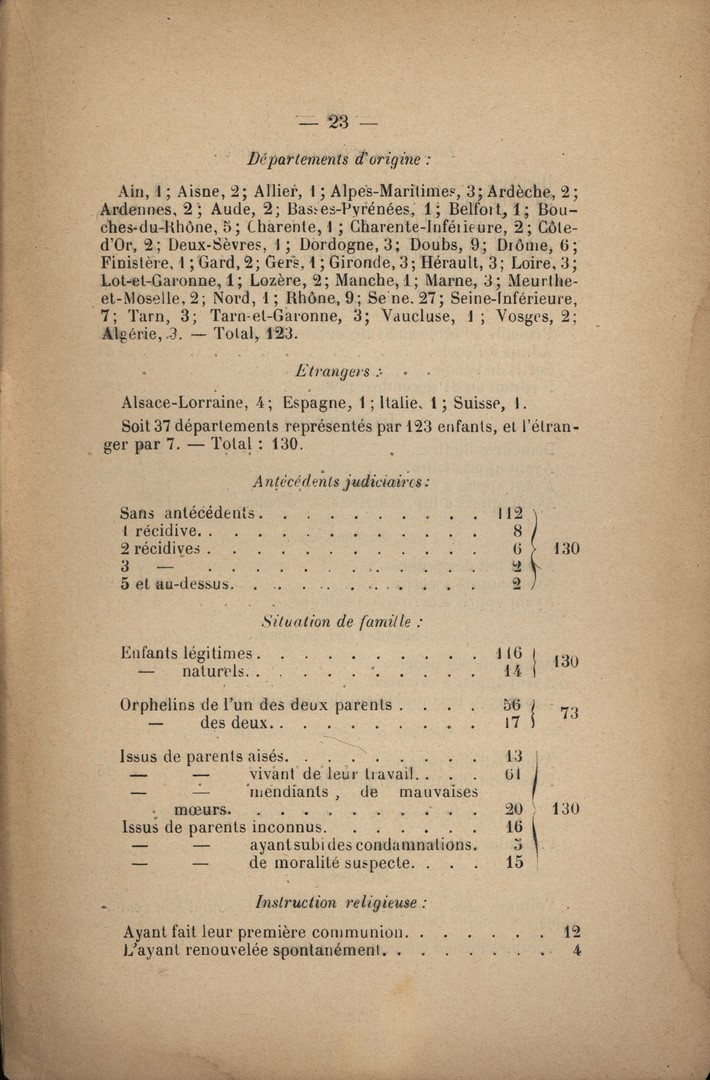 — 23 —
Départements d'origine :
Ain, 1 ; Aisne, 2 ; Allier, 1 ; Alpes-Maritimes, 3 ; Ardèche, 2 ;
Ardennes, 2 ; Aude, 2 ; Basses-Pyrénées, 1 ; Belfort, 1 ; Bou-
ches-du-Rhône, 5 ; Charente, 1 ; Charente-Inférieure, 2 ; Côte-
d'Or, 2 ; Deux-Sèvres, 1 ; Dordogne, 3 ; Doubs, 9 ; Drôme, 6 ;
Finistère, 1 ; Gard, 2 ; Gers, 1 ; Gironde, 3 ; Hérault, 3 ; Loire, 3 ;
Lot-et-Garonne, 1 ; Lozère, 2 ; Manche, 1 ; Marne, 3 ; Meurthe-
et-Moselle, 2 ; Nord, 1 ; Rhône, 9 ; Seine. 27 ; Seine-Inférieure,
7 ; Tarn, 3 ; Tarn-et-Garonne, 3 ; Vaucluse, 1 ; Vosges, 2 ;
Algérie, 3. — Total, 123.
Etrangers :
Alsace-Lorraine, 4 ; Espagne, 1 ; Italie, 1 ; Suisse, 1.
Soit 37 départements représentés par 123 enfants, et l'étran-
ger par 7. — Total : 130.
Antécédents judiciaires :
Sans antécédents . . . . . . . . . . 112
1 récidive. . . . . . . . . . . . 8
2 récidives . . . . . . . . . . . 6 } 130
3 — . . . . . . . . . . . 2
5 et au-dessus. . . . . . . . . . . 2
Situation de famille :
Enfants légitimes . . . . . . . . . . 116 } 130
— naturels. . . . . . . . . . . 14
Orphelins de l'un des deux parents . . . . 56 } 73
— des deux. . . . . . . . . . 17
Issus de parents aisés. . . . . . . . . 13
— — vivant de leur travail. . . . 61
— — mendiants, de mauvaises
mœurs. . . . . . . . . . . 20 } 130
Issus de parents inconnus. . . . . . . 16
— — ayant subi des condamnations. 5
— — de moralité suspecte. . . . 15
Instruction religieuse :
Ayant fait leur première communion. . . . . . . 12
L'ayant renouvelée spontanément. . . . . . . . 4